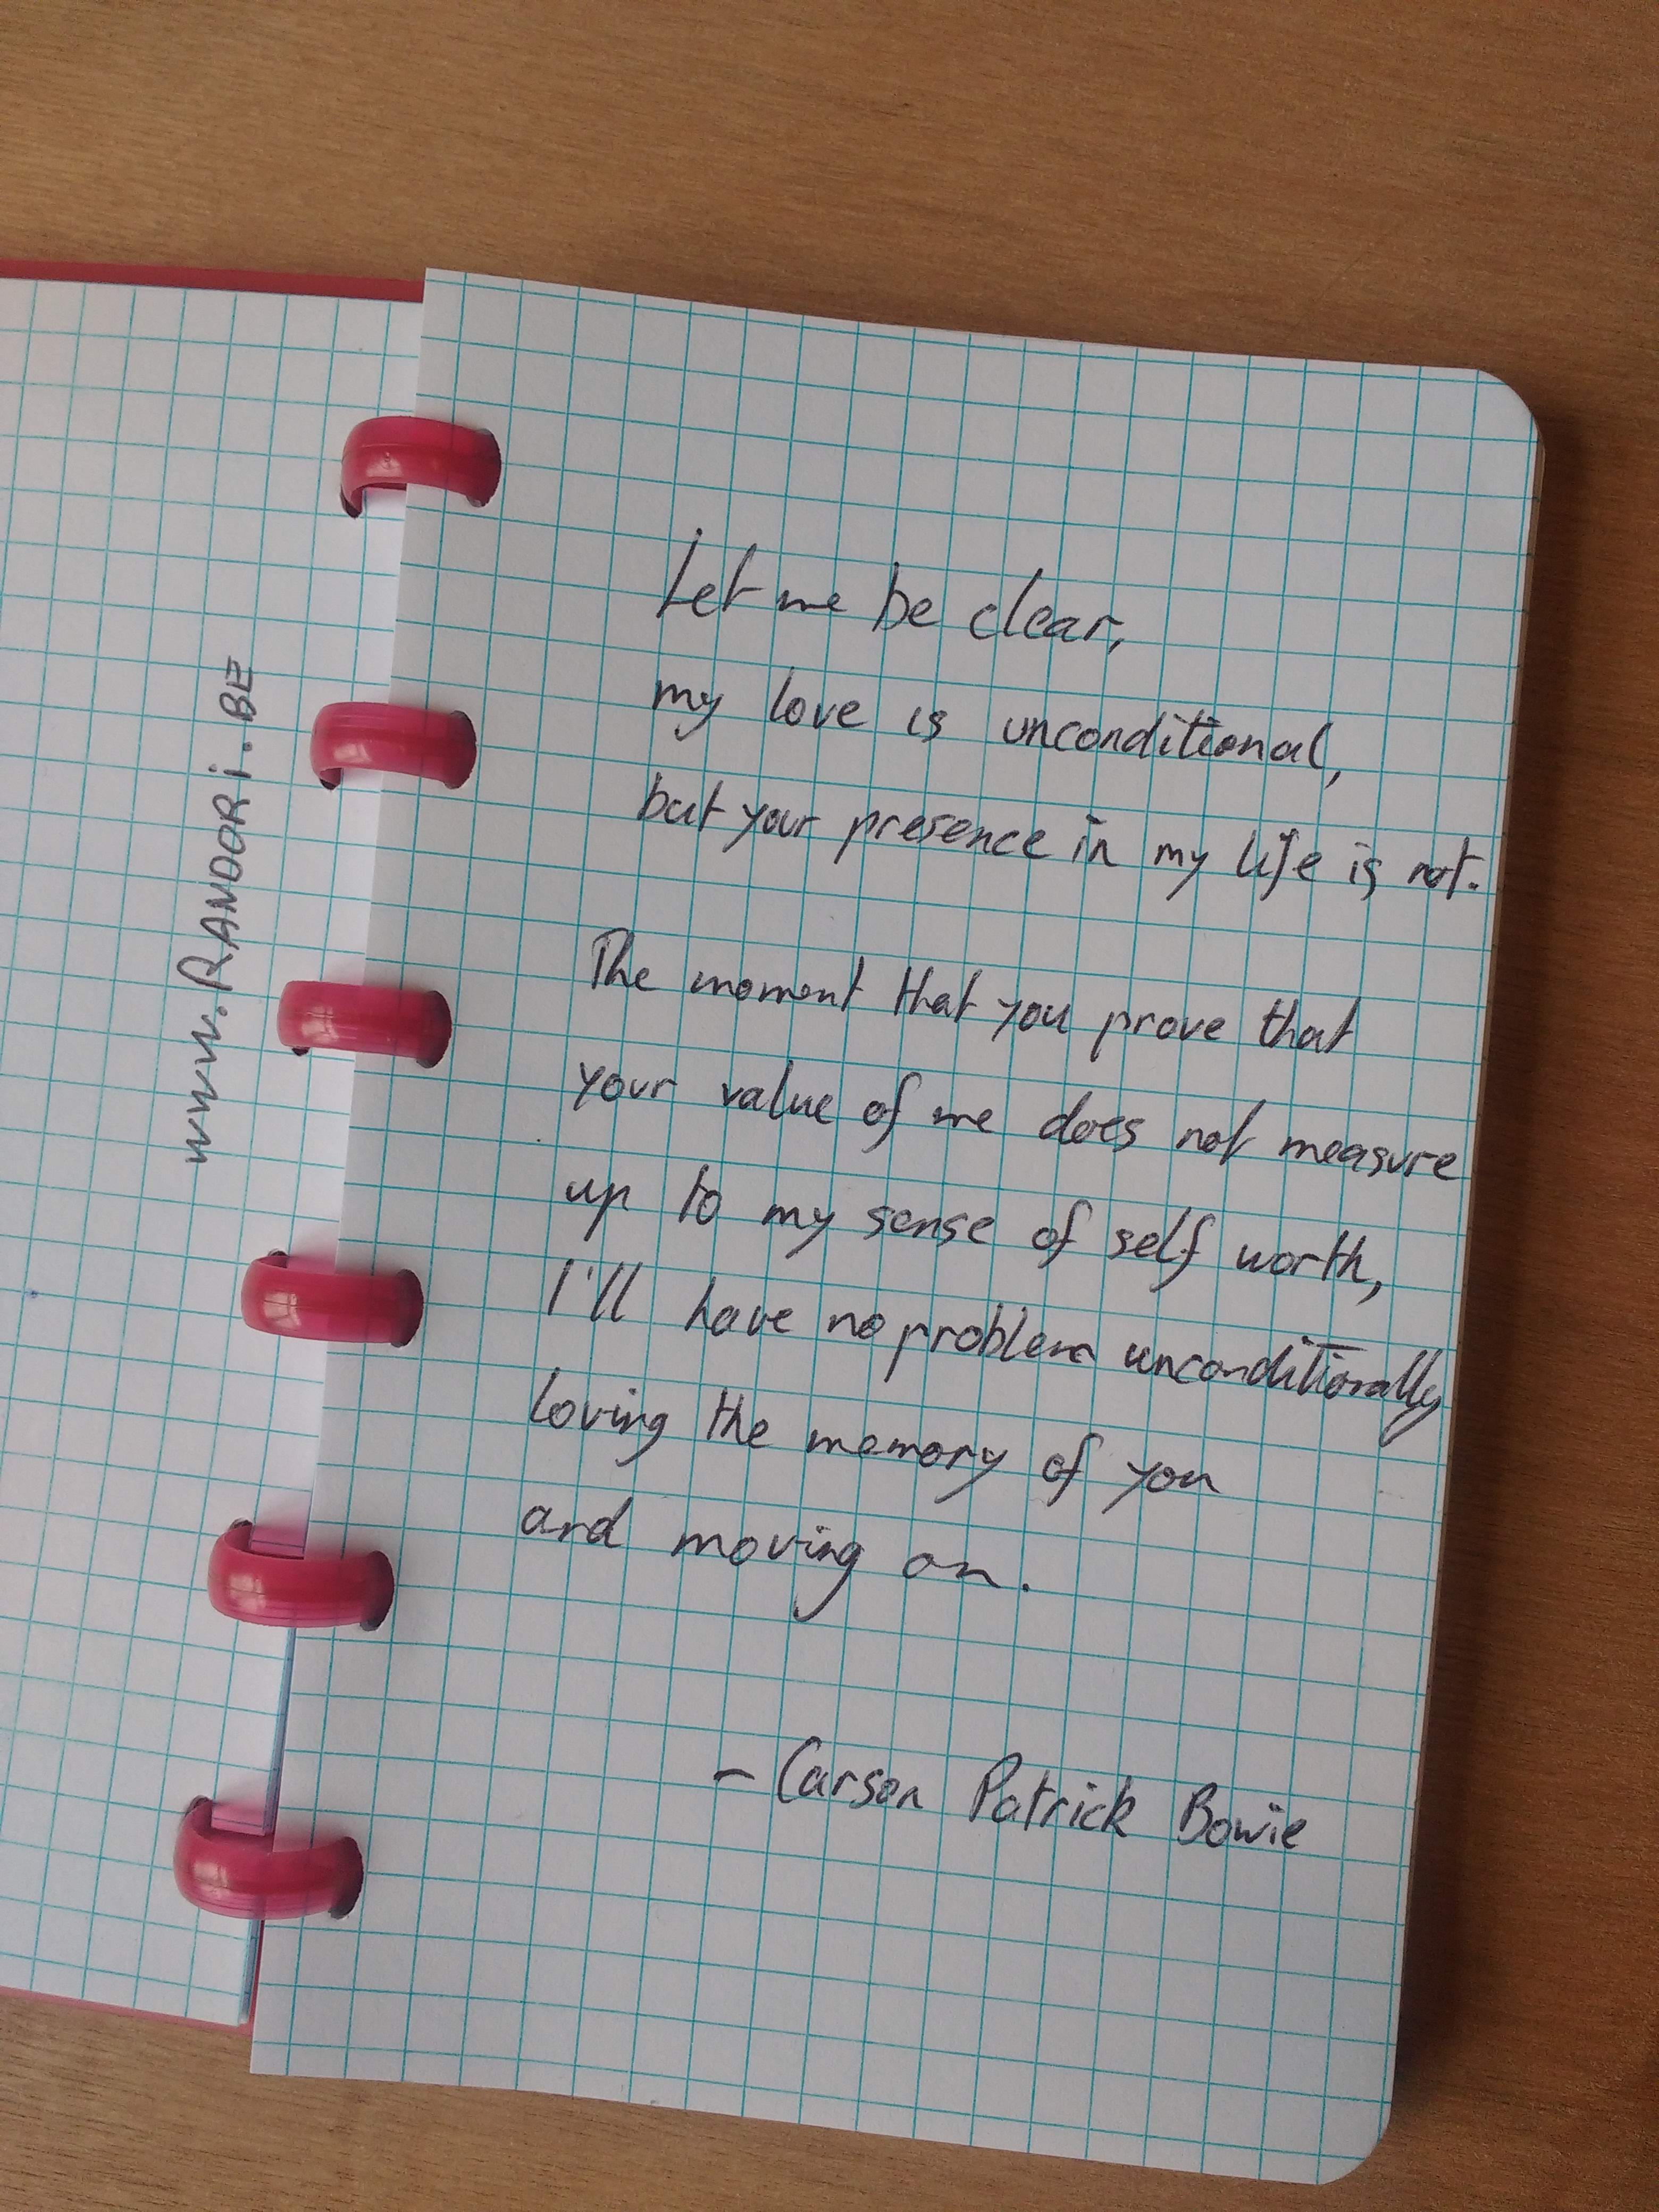 www.RANDORi.BE
Let me be clear,
my love is unconditional,
but your presence in my life is not.
The moment that you prove that
your value of me does not measure
up to my sense of self worth,
I'll have no problem unconditionally
loving the memory of you
and moving on.
- Carson Patrick Bowie